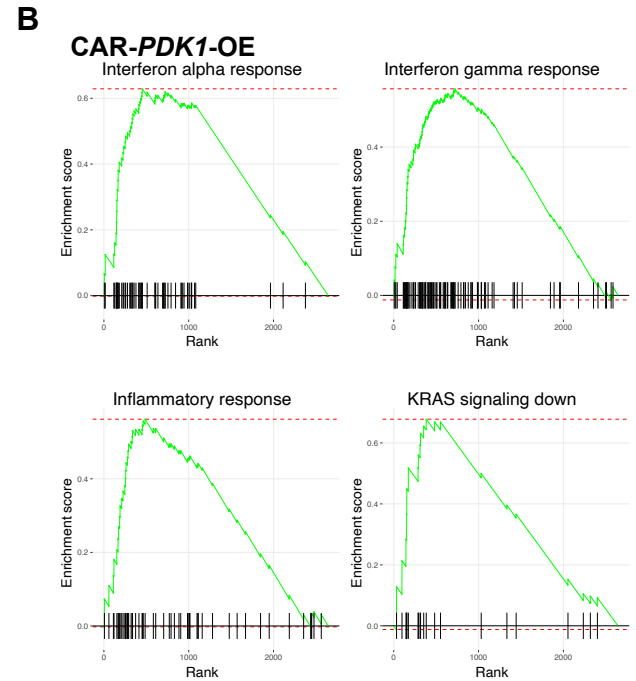 B
CAR-PDK1-OE
Interferon alpha response
Interferon gamma response
Enrichment score
0.6
0.4
0.2
0.0
0
1000
2000
Rank
Enrichment score
0.4
0.2
0.0
0
1000
2000
Rank
Inflammatory response
KRAS signaling down
Enrichment score
0.4
0.2
0.0
0
1000
2000
Rank
Enrichment score
0.6
0.4
0.2
0.0
0
1000
2000
Rank